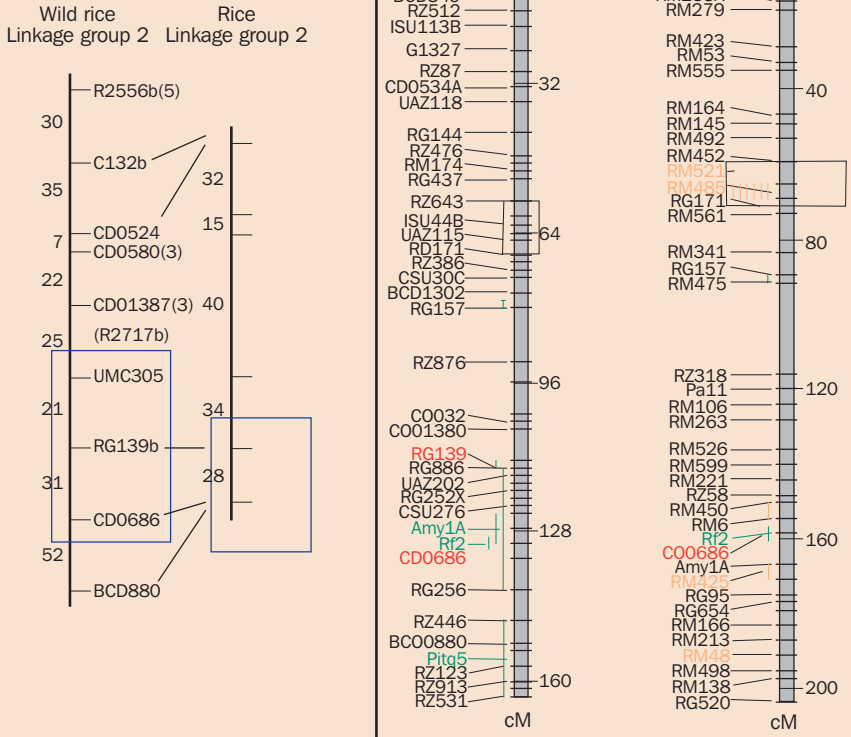 Wild rice
Linkage group 2
Rice
Linkage group 2
R2556b(5)
30
C132b
35
CD0524
7
CD0580(3)
22
CD01387(3)
(R2717b)
25
UMC305
21
RG139b
31
CD0686
52
BCD880
32
15
40
34
28
RZ512
ISU113B
G1327
RZ87
CD0534A
32
UAZ118
RG144
RZ476
RM174
RG437
RZ643
ISU44B
UAZ115
64
RD171
RZ386
CSU30C
BCD1302
RG157
RZ876
96
CO032
CO01380
RG139
RG886
UAZ202
RG252X
CSU276
Amy1A
128
Rf2
CD0686
RG256
RZ446
BCO0880
Pitq5
RZ123
RZ913
160
RZ531
cM
RM279
RM423
RM53
RM555
40
RM164
RM145
RM492
RM452
RM521
RM485
RG171
RM561
80
RM341
RG157
RM475
RZ318
Pa11
120
RM106
RM263
RM526
RM599
RM221
RZ58
RM450
RM6
Rf2
160
CO0686
Amy1A
RM425
RG95
RG654
RM166
RM213
RM48
RM498
RM138
200
RG520
cM